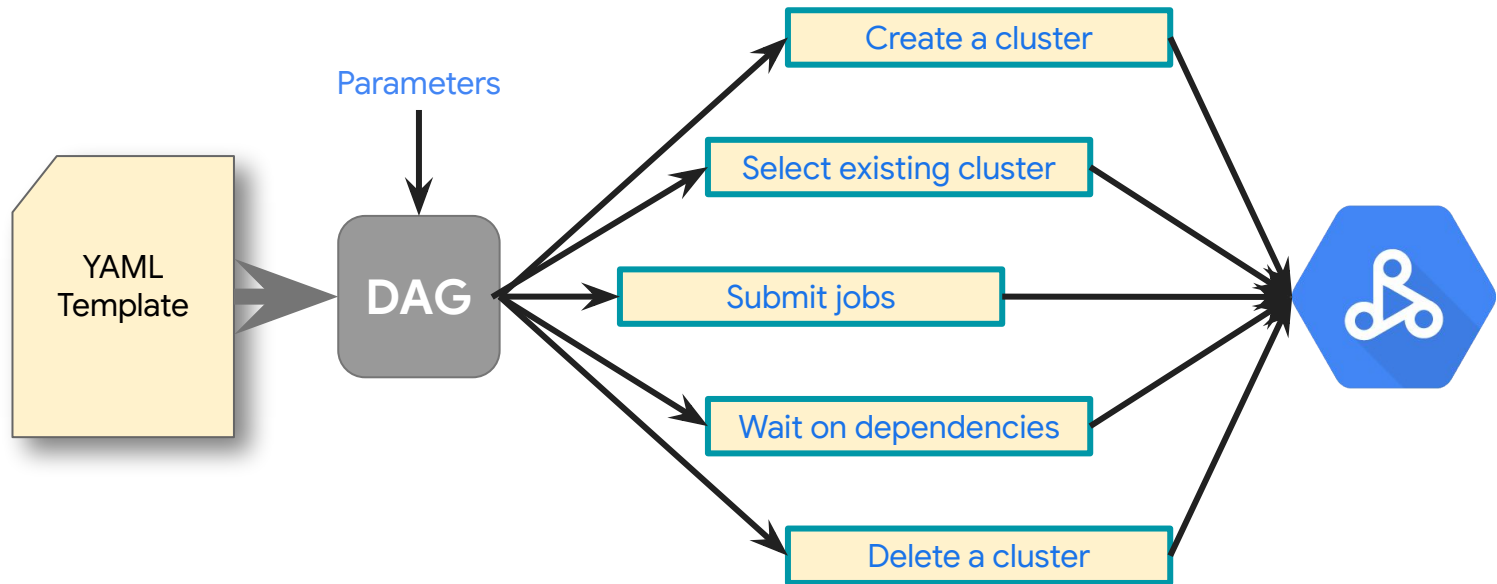 Create a cluster
Parameters
Select existing cluster
YAML
Template
DAG
Submit jobs
Wait on dependencies
Delete a cluster